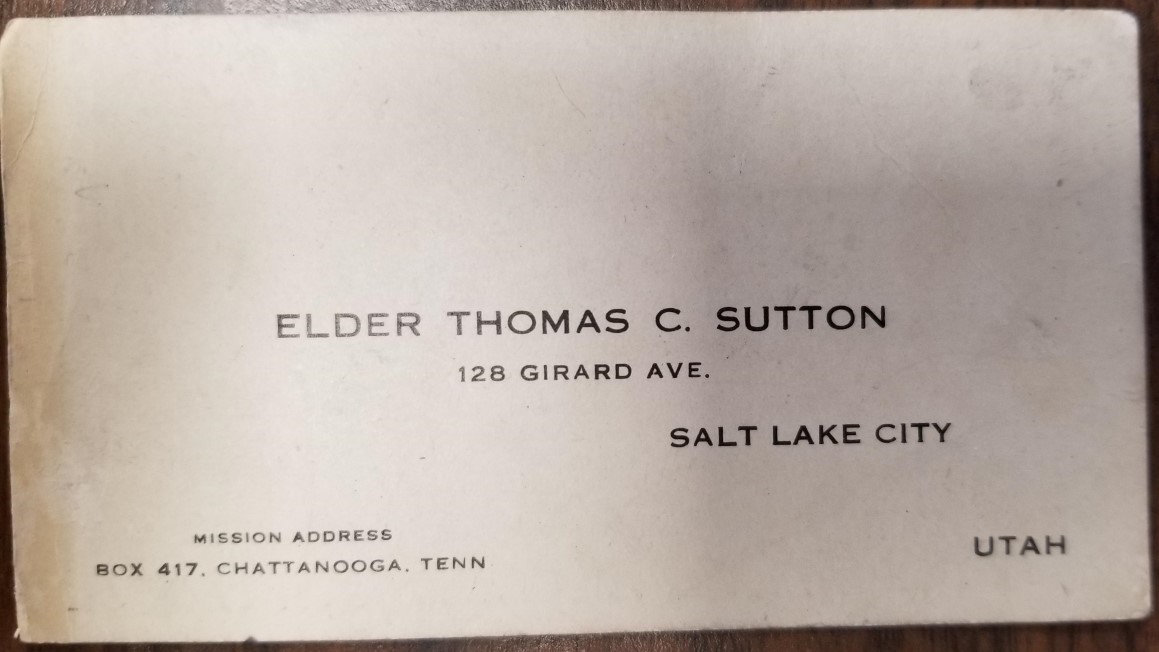 ELDER THOMAS C. SUTTON
128 GIRARD AVE.
SALT LAKE CITY
UTAH
MISSION ADDRESS
BOX 417, CHATTANOOGA, TENN